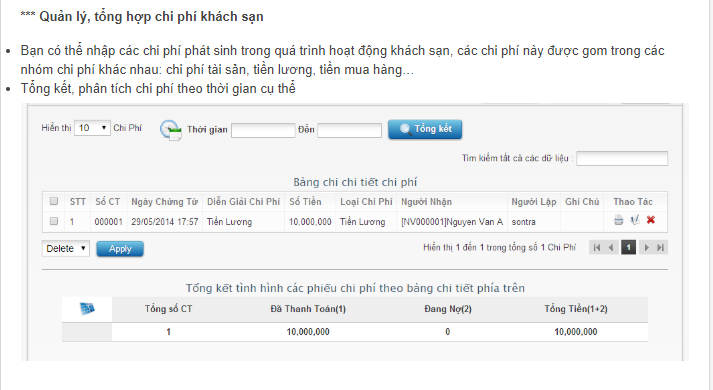 *** Quản lý, tổng hợp chi phí khách sạn
Bạn có thể nhập các chi phí phát sinh trong quá trình hoạt động khách sạn, các chi phí này được gom trong các
nhóm chi phí khác nhau: chi phí tài sản, tiền lương, tiền mua hàng...
Tổng kết, phân tích chi phí theo thời gian cụ thể
Hiển thị 10 Chi Phí Thời gian Đến Tổng kết
Tìm kiếm tất cả các dữ liệu :
Bảng chi chi tiết chi phí
STT Số CT Ngày Chứng Từ Diễn Giải Chi Phí Số Tiền Loại Chi Phí Người Nhận Người Lập Ghi Chú Thao Tác
1 000001 29/05/2014 17:57 Tiền Lương 10,000,000 Tiền Lương [NV000001]Nguyen Van A sontra
Delete Apply Hiển thị 1 đến 1 trong tổng số 1 Chi Phí 1
Tổng kết tình hình các phiếu chi phí theo bảng chi tiết phía trên
Tổng số CT Đã Thanh Toán(1) Đang Nợ(2) Tổng Tiền(1+2)
1 10,000,000 0 10,000,000